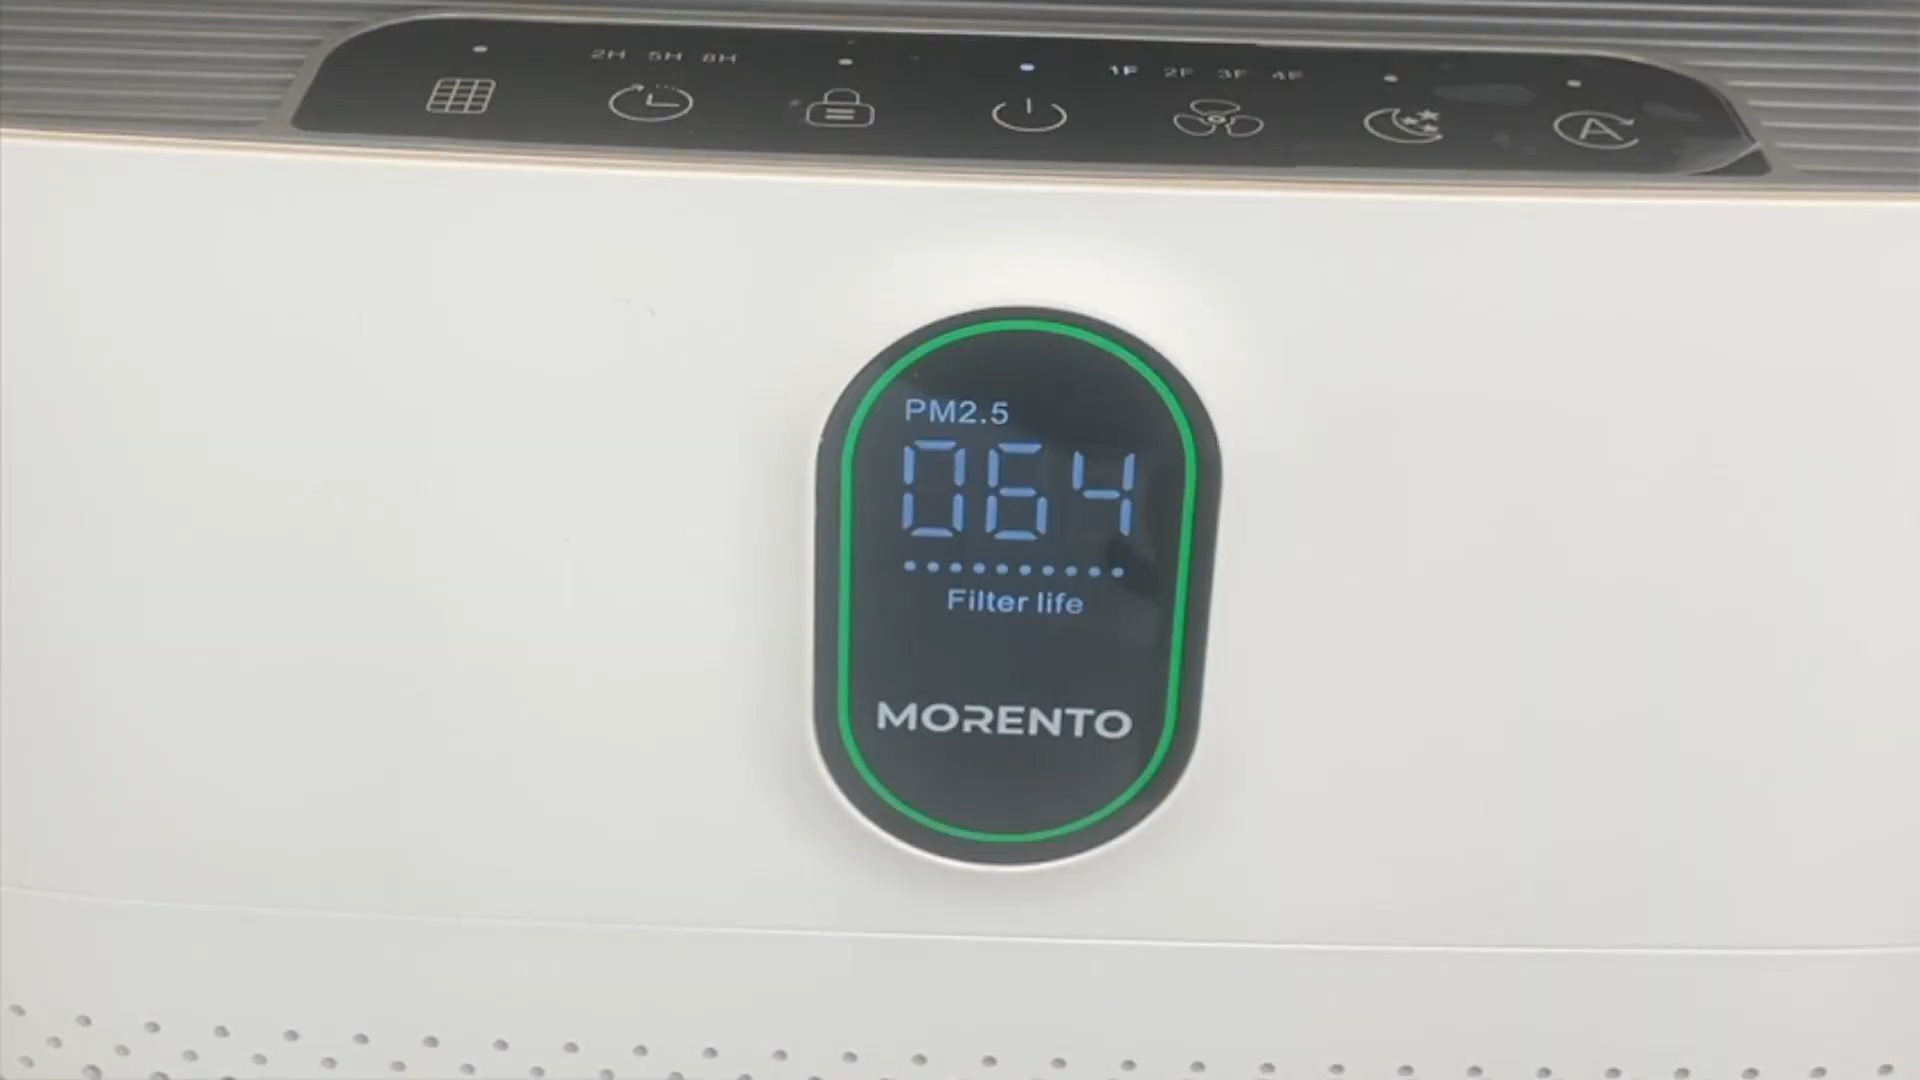 2H 5H 8H
1F 2F 3F 4F
A
PM2.5
064
Filter life
MORENTO